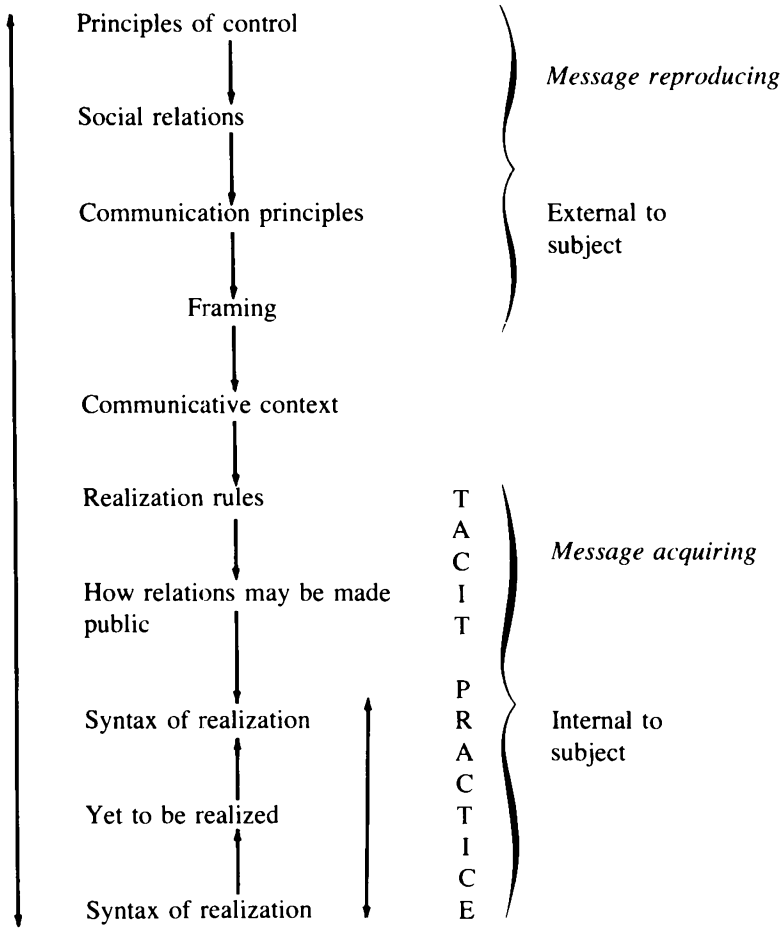 Principles of control
Message reproducing
Social relations
Communication principles
External to
subject
Framing
Communicative context
Realization rules
How relations may be made
public
Syntax of realization
Yet to be realized
Syntax of realization
T
A
C
I
T
P
R
A
C
T
I
C
E
Message acquiring
Internal to
subject